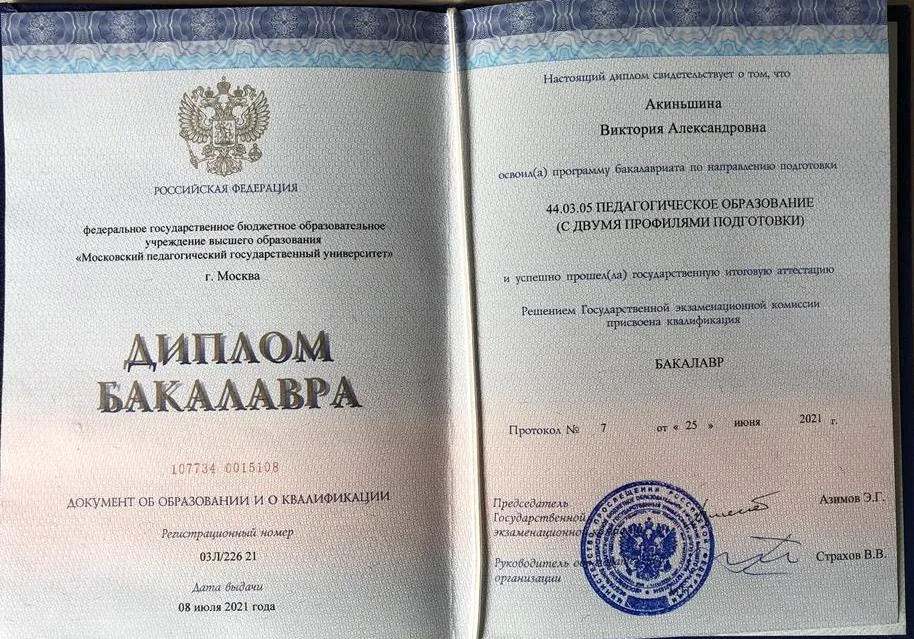 РОССИЙСКАЯ ФЕДЕРАЦИЯ
федеральное государственное бюджетное образовательное
учреждение высшего образования
«Московский педагогический государственный университет»
г. Москва
ДИПЛОМ
БАКАЛАВРА
107734 0015108
ДОКУМЕНТ ОБ ОБРАЗОВАНИИ И О КВАЛИФИКАЦИИ
Регистрационный номер
03Л/226 21
Дата выдачи
08 июля 2021 года
Настоящий диплом свидетельствует о том, что
Акиньшина
Виктория Александровна
освоил(а) программу бакалавриата по направлению подготовки
44.03.05 ПЕДАГОГИЧЕСКОЕ ОБРАЗОВАНИЕ
(С ДВУМЯ ПРОФИЛЯМИ ПОДГОТОВКИ)
и успешно прошел(ла) государственную итоговую аттестацию
Решением Государственной экзаменационной комиссии
присвоена квалификация
БАКАЛАВР
Протокол № 7 от « 25 » июня 2021 г.
Председатель
Государственной
экзаменационной
Азимов Э.Г.
Руководитель
организации
Страхов В.В.
МИНИСТЕРСТВО ПРОСВЕЩЕНИЯ РОССИЙСКОЙ ФЕДЕРАЦИИ